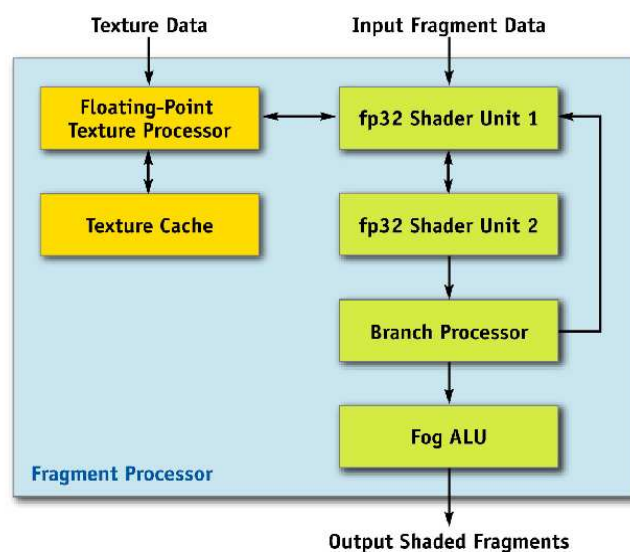 Texture Data
Input Fragment Data
Floating-Point
Texture Processor
fp32 Shader Unit 1
Texture Cache
fp32 Shader Unit 2
Branch Processor
Fog ALU
Fragment Processor
Output Shaded Fragments